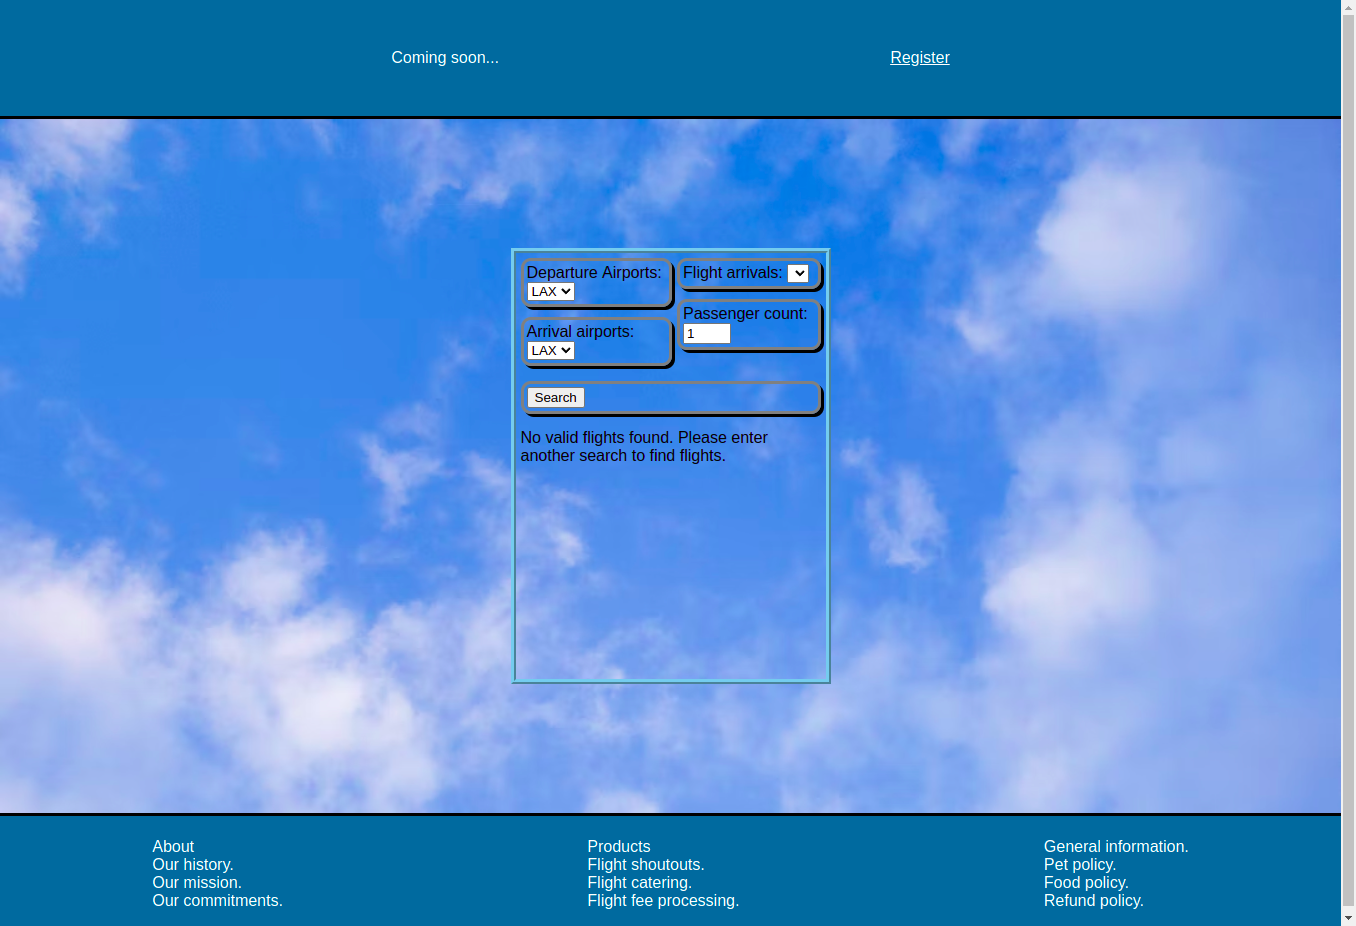 Coming soon...
Register
Departure Airports:
LAX
Arrival airports:
LAX
Flight arrivals:
Passenger count:
1
Search
No valid flights found. Please enter
another search to find flights.
About
Our history.
Our mission.
Our commitments.
Products
Flight shoutouts.
Flight catering.
Flight fee processing.
General information.
Pet policy.
Food policy.
Refund policy.